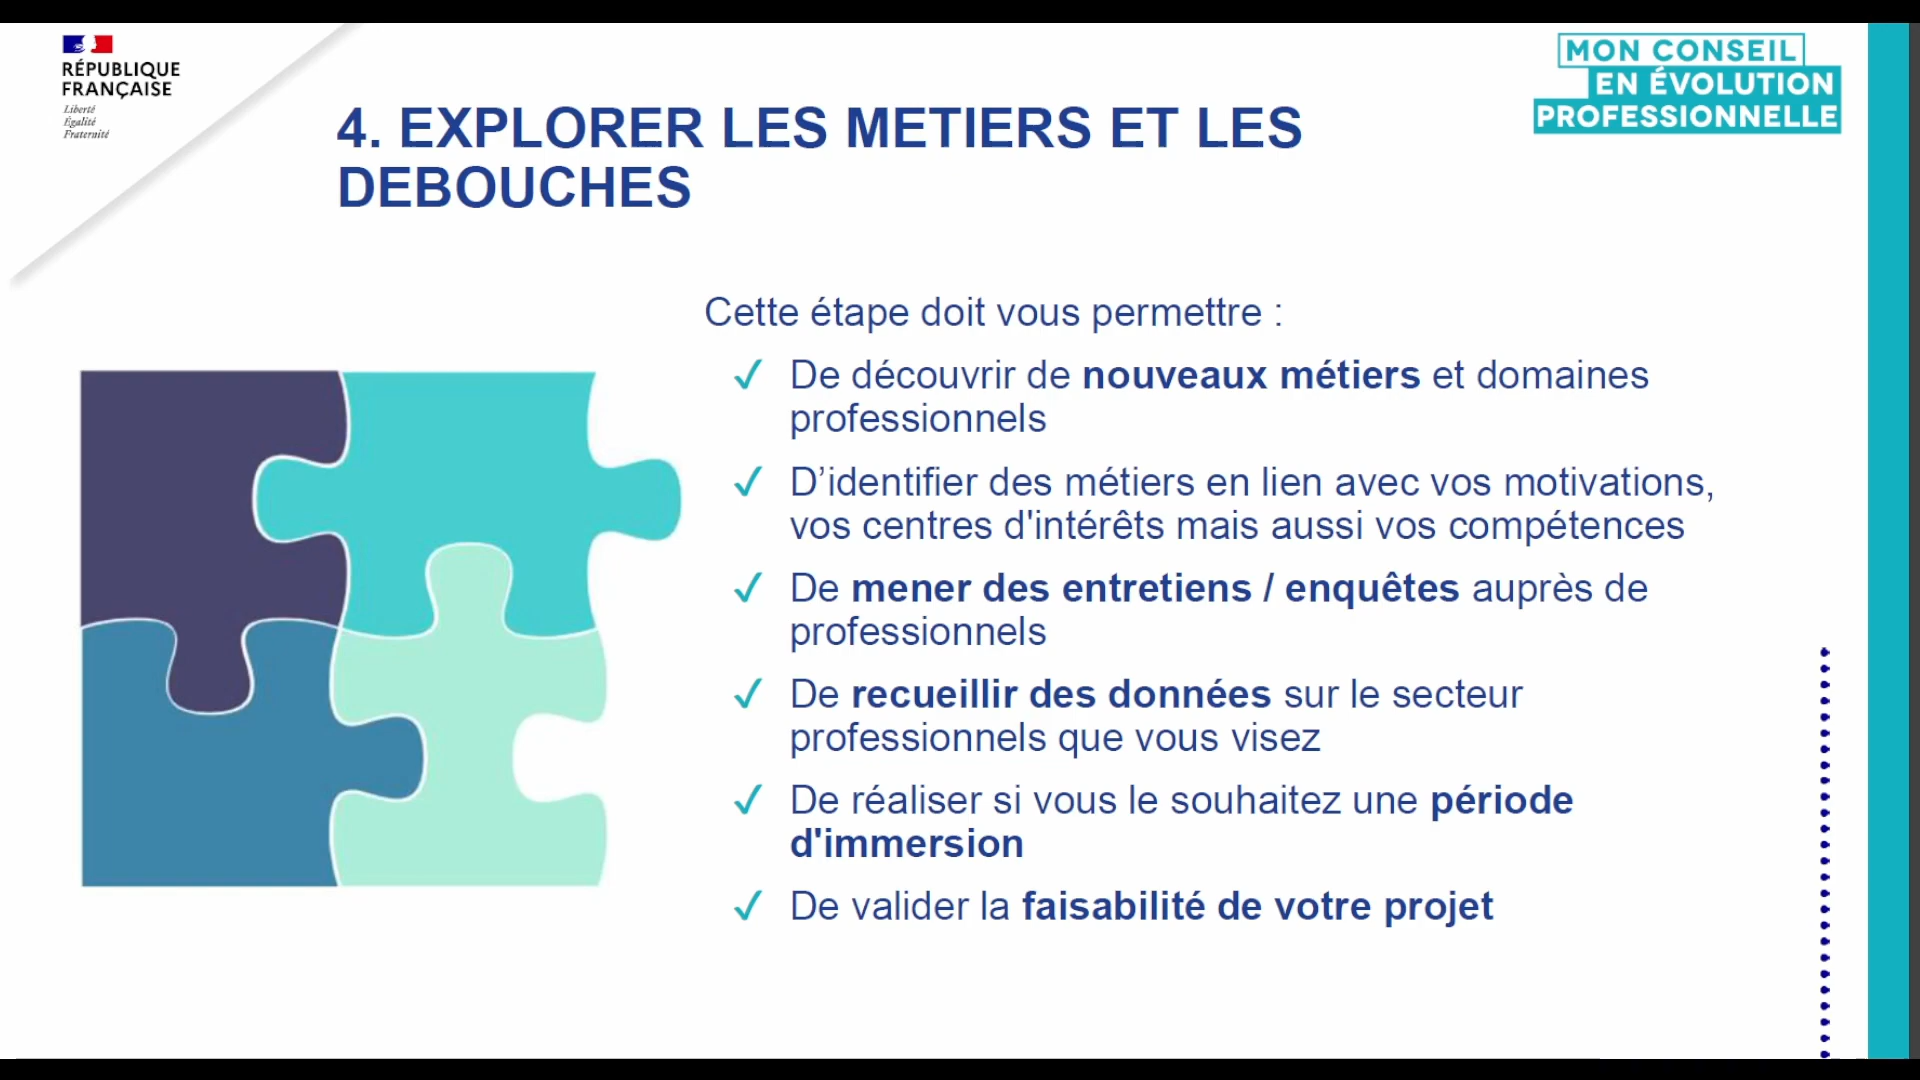 RÉPUBLIQUE
FRANÇAISE
Liberté
Égalité
Fraternité
MON CONSEIL
EN ÉVOLUTION
PROFESSIONNELLE
4. EXPLORER LES METIERS ET LES
DEBOUCHES
Cette étape doit vous permettre :
✓ De découvrir de nouveaux métiers et domaines
professionnels
✓ D’identifier des métiers en lien avec vos motivations,
vos centres d'intérêts mais aussi vos compétences
✓ De mener des entretiens / enquêtes auprès de
professionnels
✓ De recueillir des données sur le secteur
professionnels que vous visez
✓ De réaliser si vous le souhaitez une période
d'immersion
✓ De valider la faisabilité de votre projet